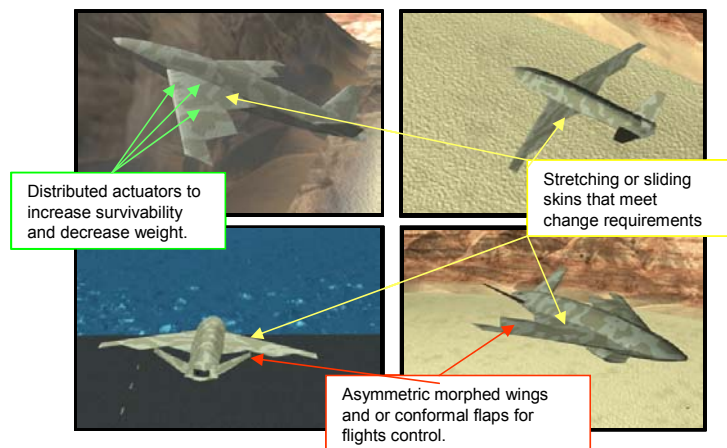 Distributed actuators to
increase survivability
and decrease weight.
Stretching or sliding
skins that meet
change requirements
Asymmetric morphed wings
and or conformal flaps for
flights control.